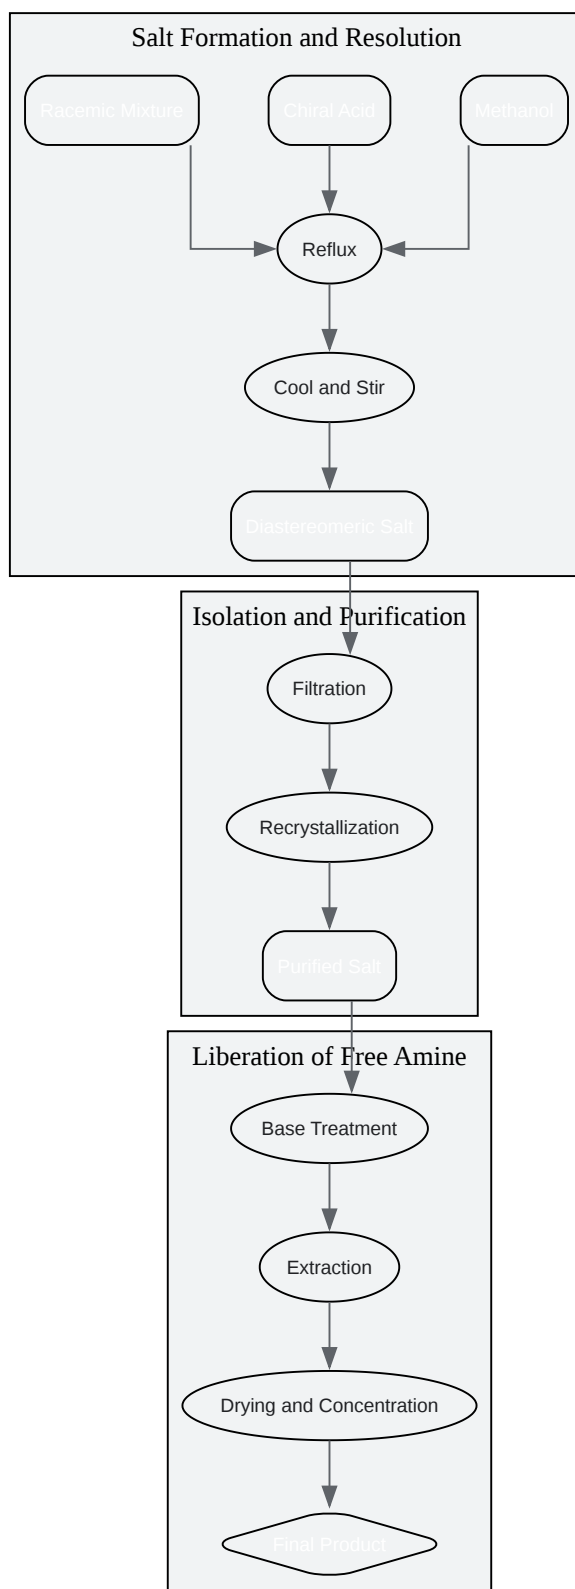 Salt Formation and Resolution
Racemic Mixture
Chiral Acid
Methanol
Reflux
Cool and Stir
Diastereomeric Salt
Isolation and Purification
Filtration
Recrystallization
Purified Salt
Liberation of Free Amine
Base Treatment
Extraction
Drying and Concentration
Final Product